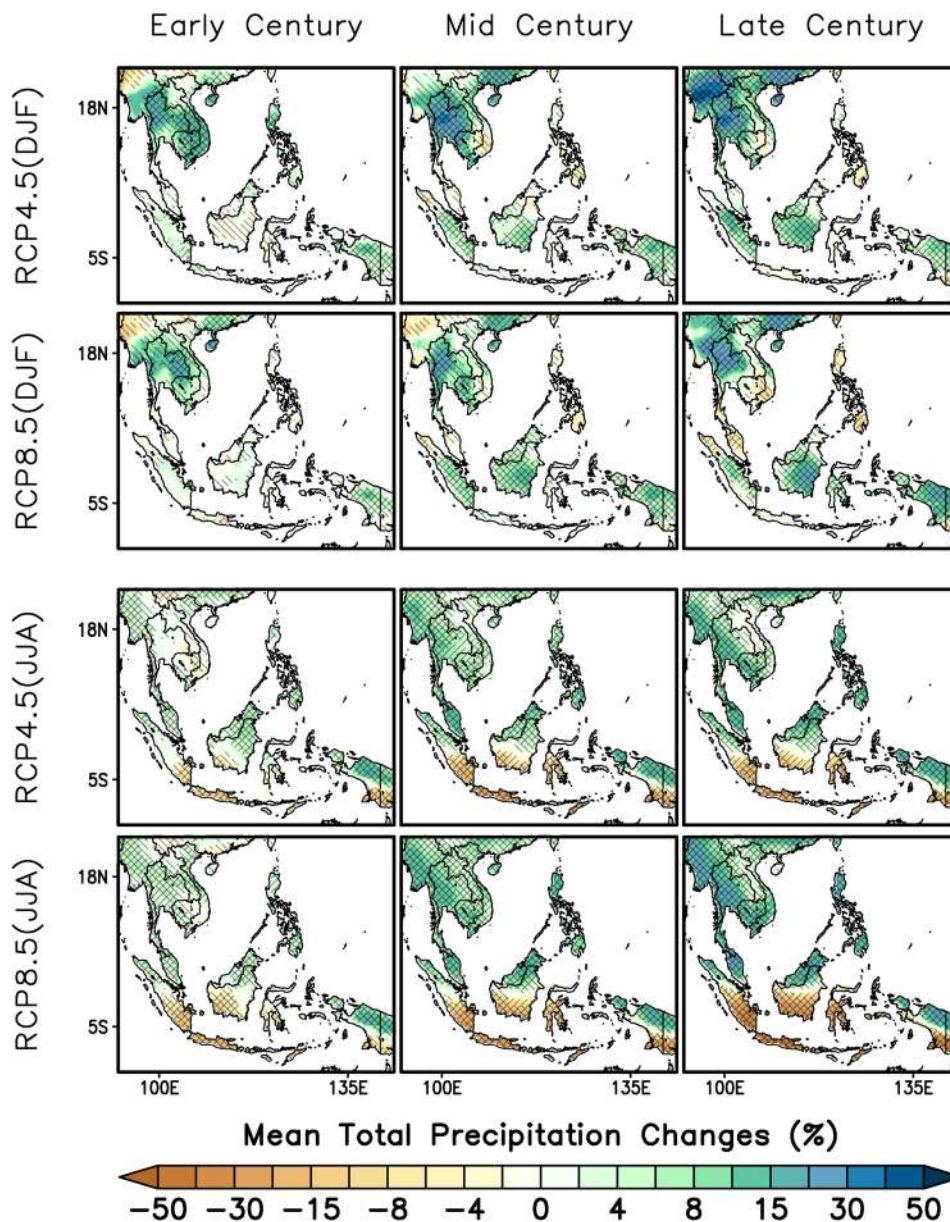 Early Century Mid Century Late Century
RCP4.5(DJF)
18N
5S
RCP8.5(DJF)
18N
5S
RCP4.5(JJA)
18N
5S
RCP8.5(JJA)
18N
5S
100E 135E 100E 135E 100E 135E
Mean Total Precipitation Changes (%)
−50 −30 −15 −8 −4 0 4 8 15 30 50